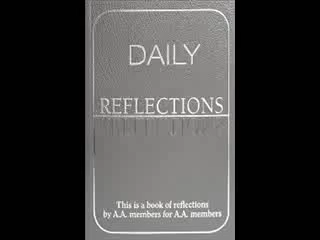 DAILY
REFLECTIONS
This is a book of reflections
by A.A. members for A.A. members